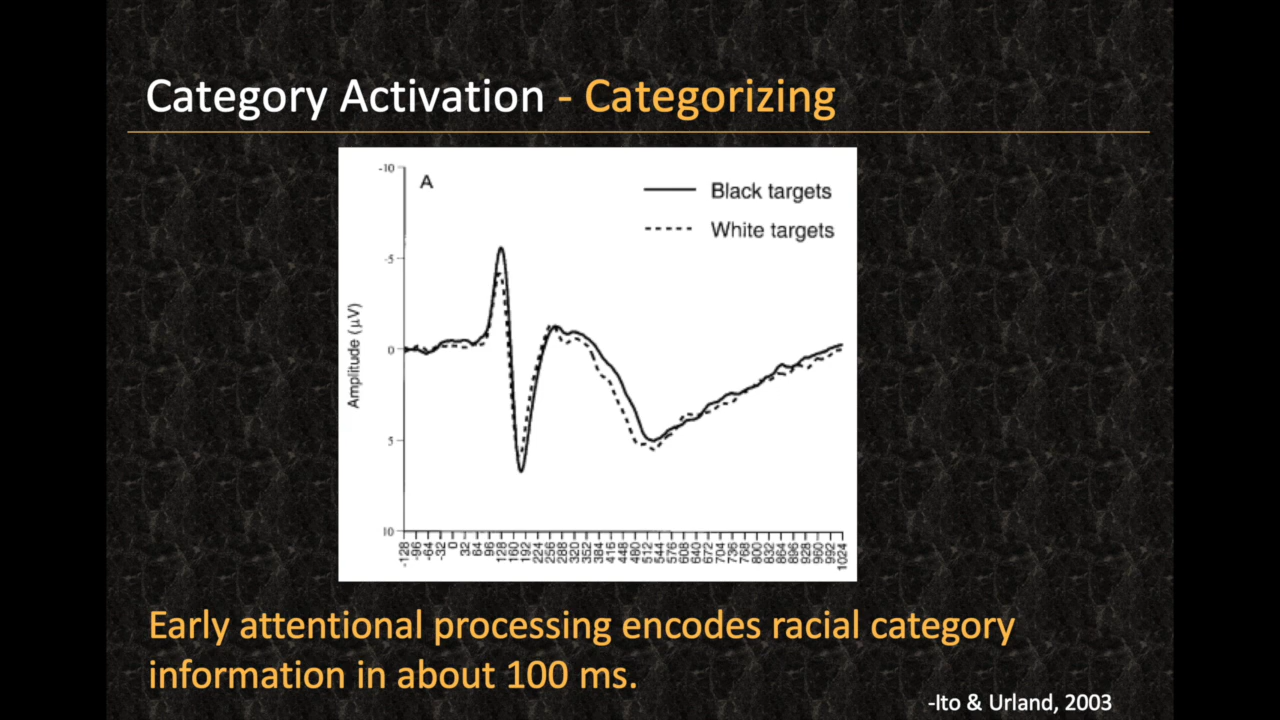 Category Activation - Categorizing
A
Black targets
White targets
-10
-5
0
5
10
Amplitude (µV)
-128 -96 -64 -32 0 32 64 96 128 160 192 224 256 288 320 352 384 416 448 480 512 544 576 608 640 672 704 736 768 800 832 864 896 928 960 992 1024
Early attentional processing encodes racial category
information in about 100 ms.
-Ito & Urland, 2003